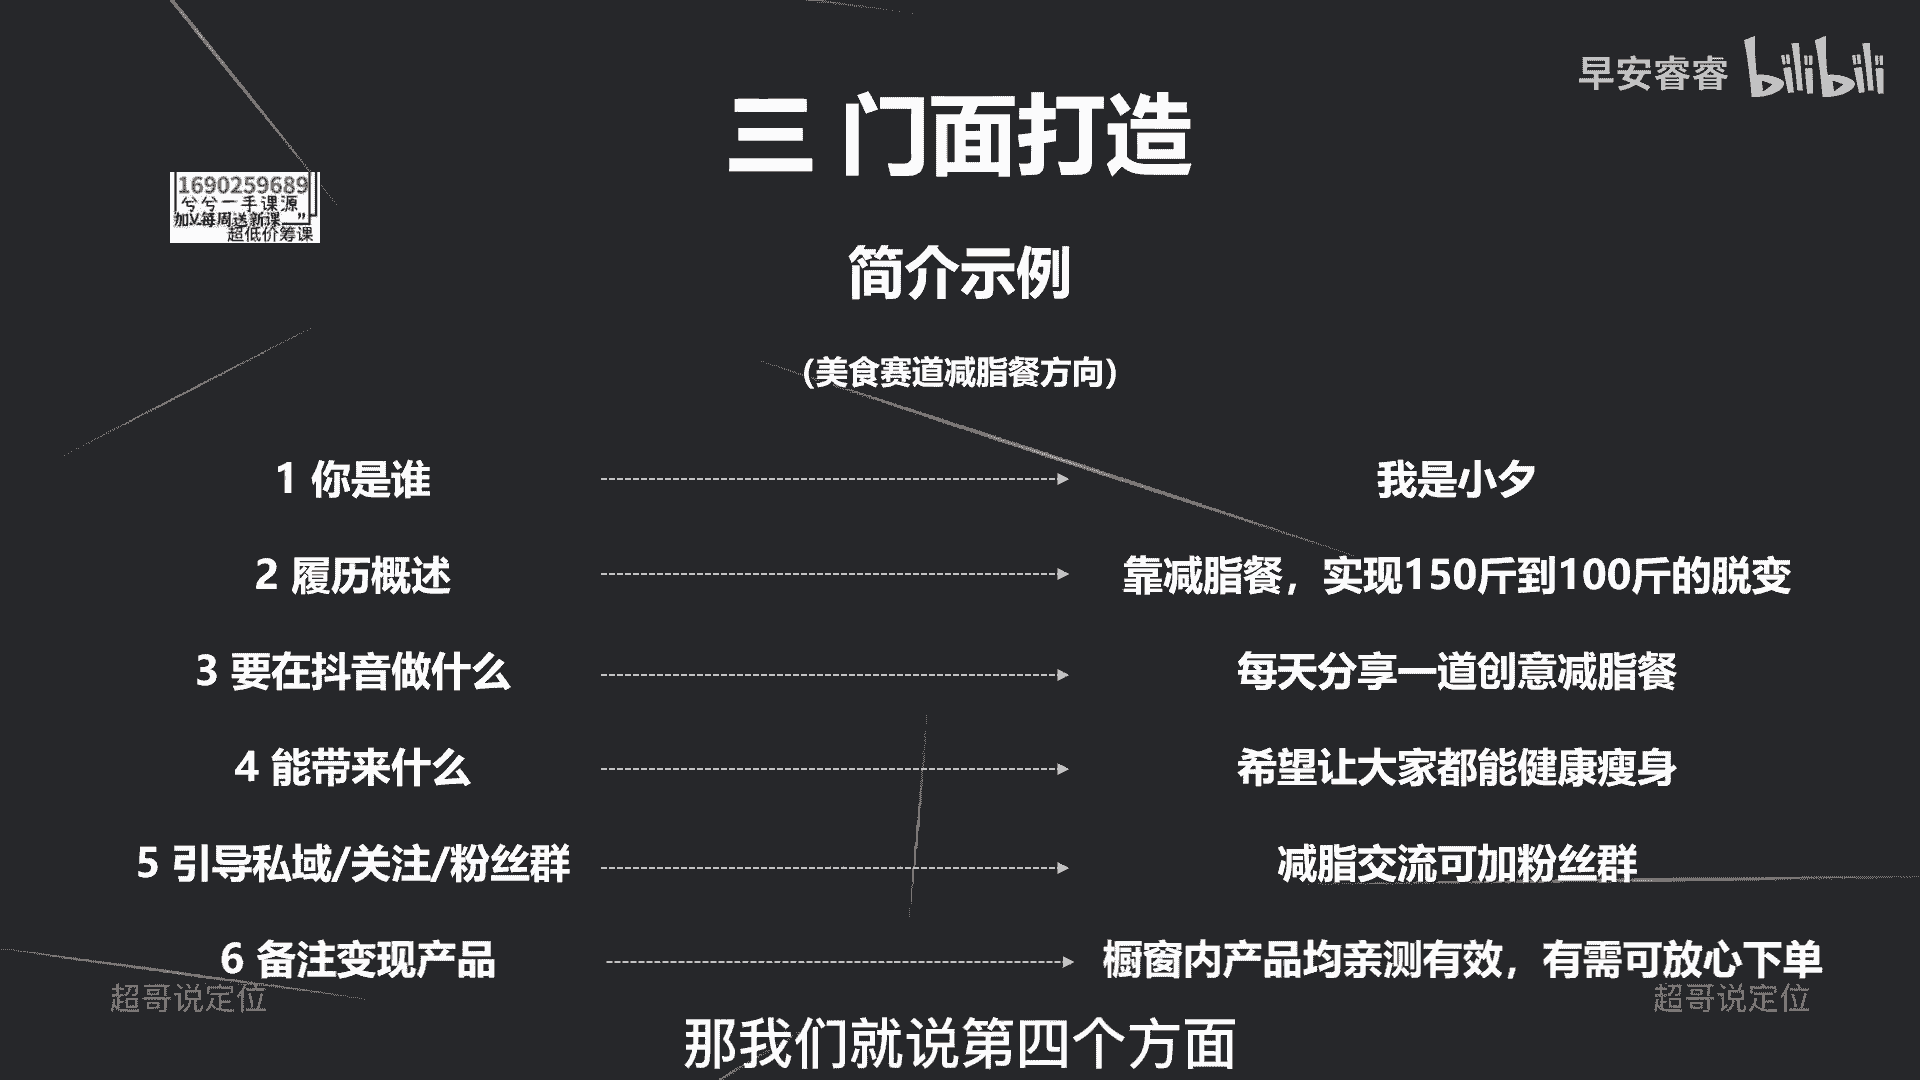 早安睿睿 bilibili
三 门面打造
1690259689
兮兮一手课源
加V每周送新课
超低价筹课
简介示例
（美食赛道减脂餐方向）
1 你是谁 我是小夕
2 履历概述 靠减脂餐，实现150斤到100斤的脱变
3 要在抖音做什么 每天分享一道创意减脂餐
4 能带来什么 希望让大家都能健康瘦身
5 引导私域/关注/粉丝群 减脂交流可加粉丝群
6 备注变现产品 橱窗内产品均亲测有效，有需可放心下单
超哥说定位 超哥说定位
那我们就说第四个方面